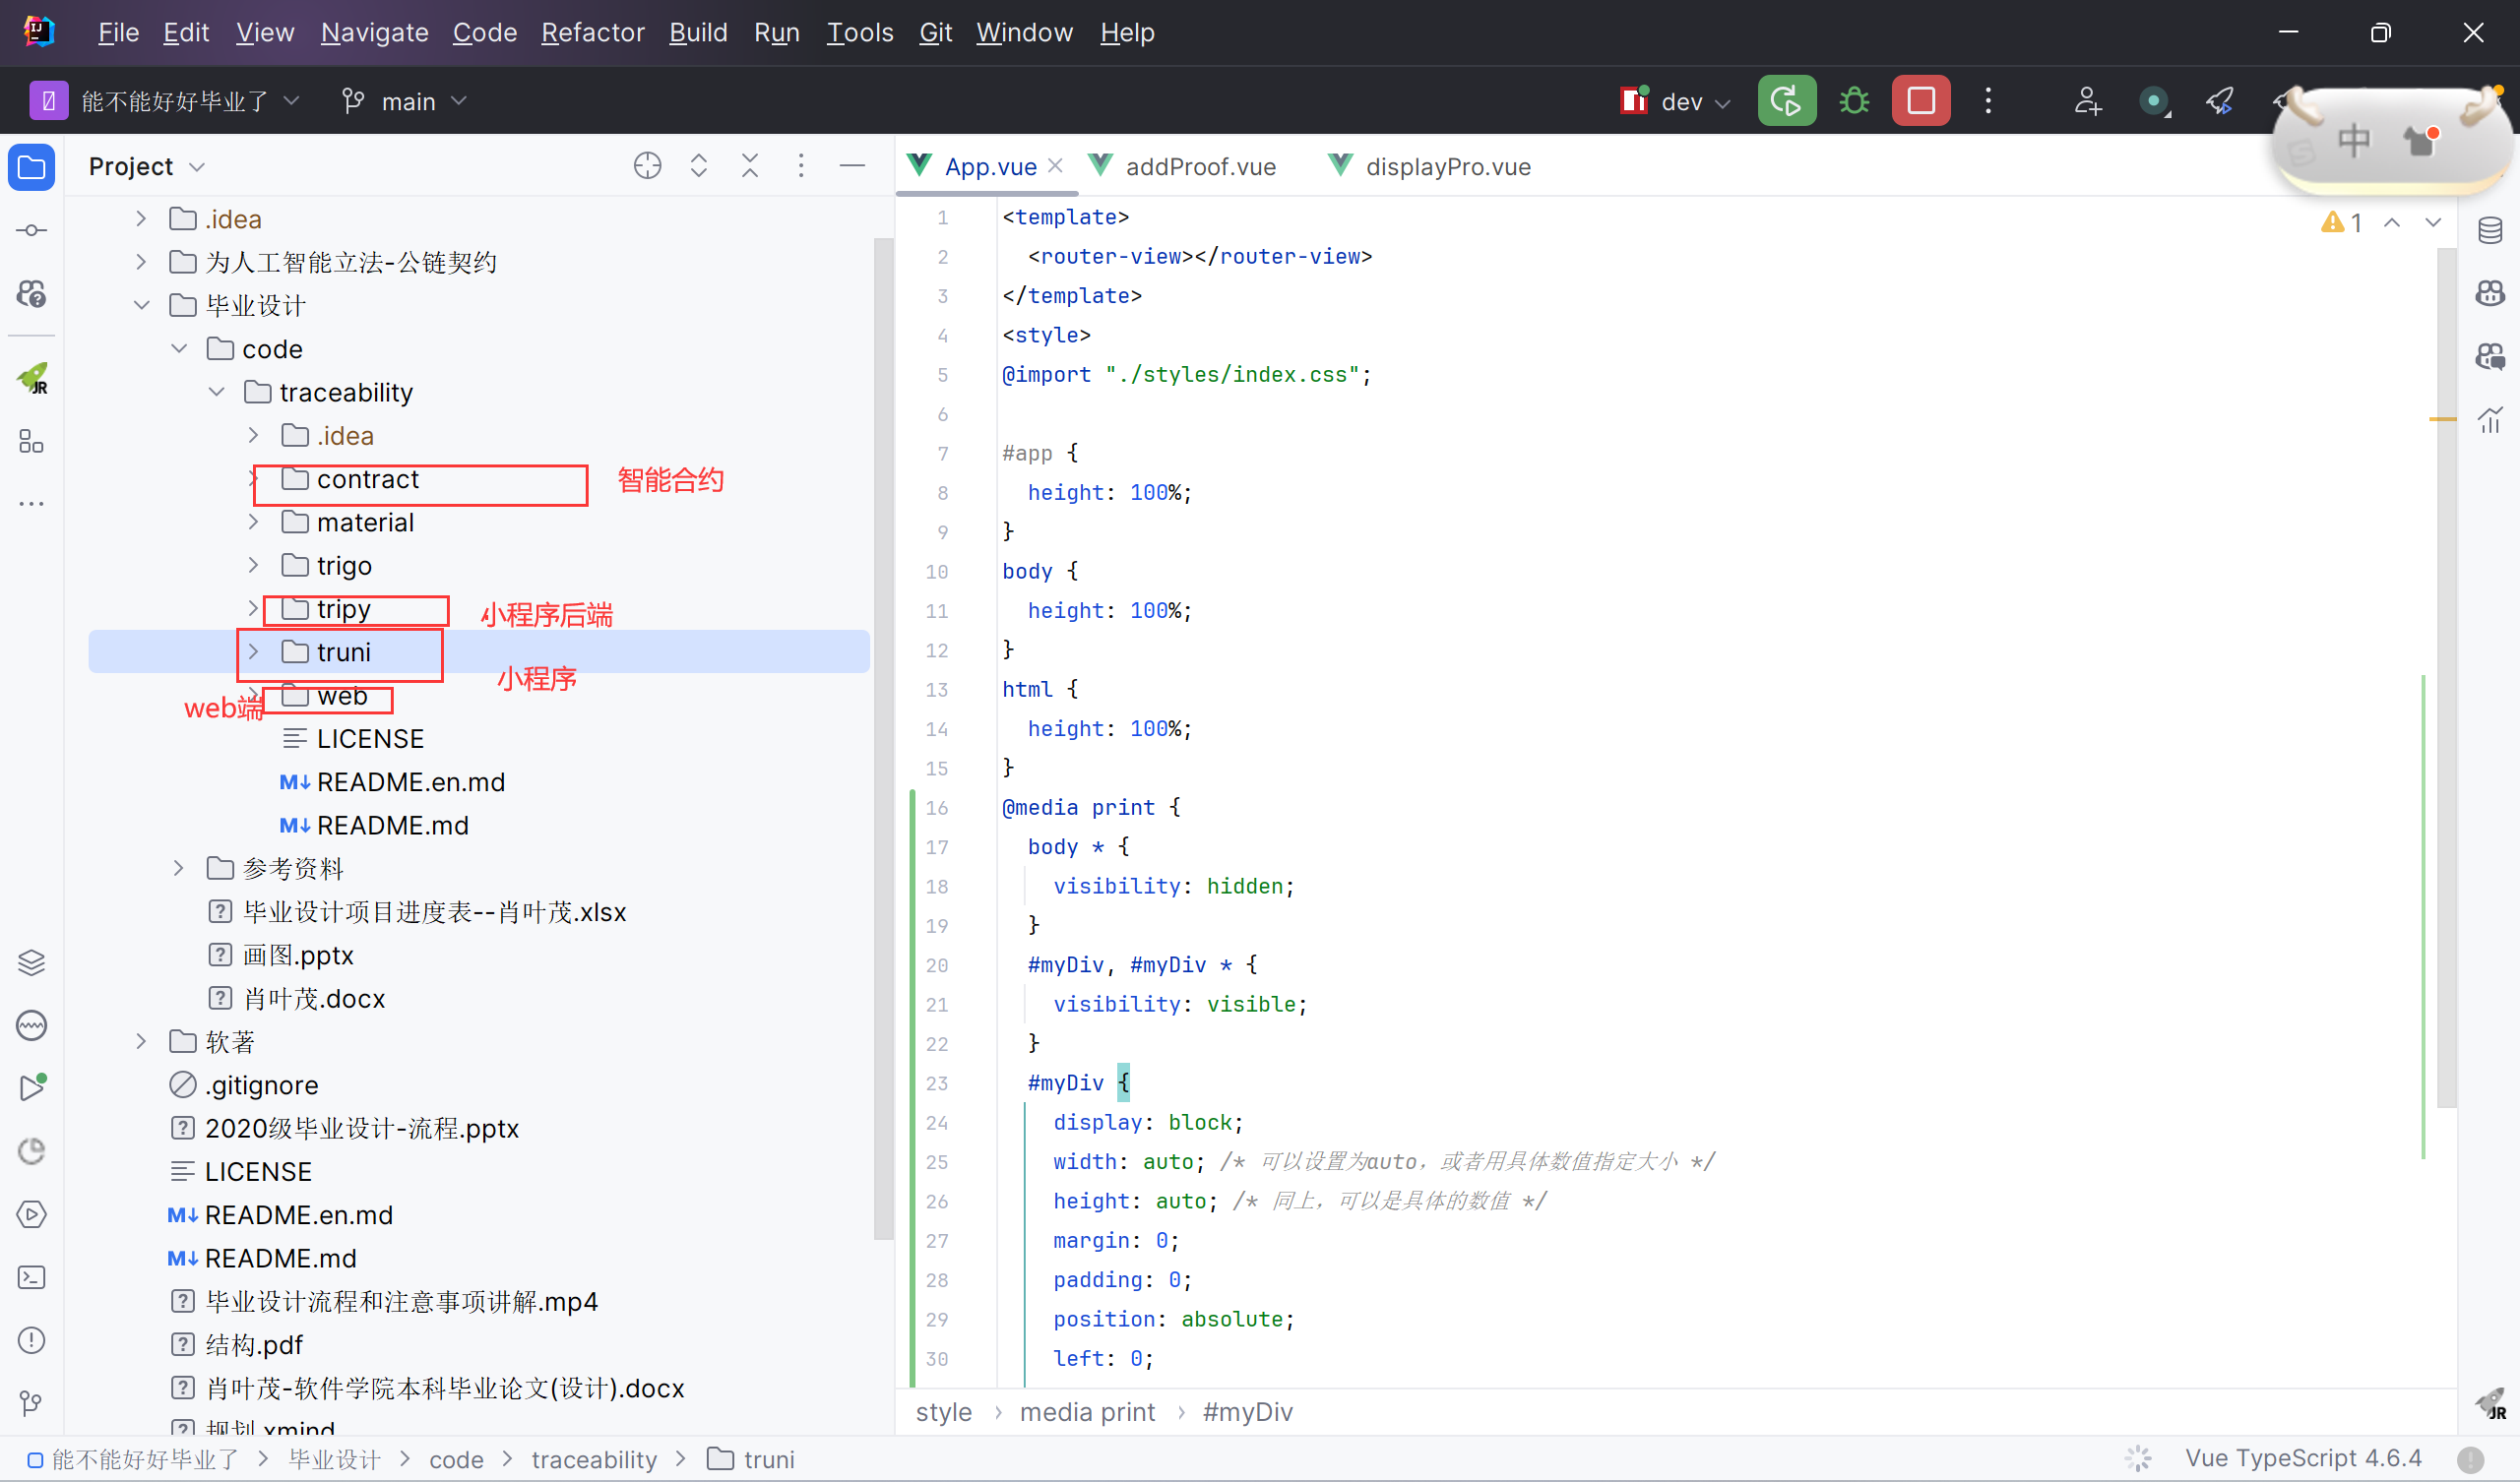 File Edit View Navigate Code Refactor Build Run Tools Git Window Help
能不能好好毕业了 main dev
中
Project
App.vue addProof.vue displayPro.vue
1
.idea
为人工智能立法-公链契约
毕业设计
code
traceability
.idea
contract 智能合约
material
trigo
tripy 小程序后端
truni
小程序
web
web端
LICENSE
README.en.md
README.md
参考资料
毕业设计项目进度表--肖叶茂.xlsx
画图.pptx
肖叶茂.docx
软著
.gitignore
2020级毕业设计-流程.pptx
LICENSE
README.en.md
README.md
毕业设计流程和注意事项讲解.mp4
结构.pdf
肖叶茂-软件学院本科毕业论文(设计).docx
规划.xmind
1 <template>
2 <router-view></router-view>
3 </template>
4 <style>
5 @import "./styles/index.css";
6
7 #app {
8 height: 100%;
9 }
10 body {
11 height: 100%;
12 }
13 html {
14 height: 100%;
15 }
16 @media print {
17 body * {
18 visibility: hidden;
19 }
20 #myDiv, #myDiv * {
21 visibility: visible;
22 }
23 #myDiv {
24 display: block;
25 width: auto; /* 可以设置为auto，或者用具体数值指定大小 */
26 height: auto; /* 同上，可以是具体的数值 */
27 margin: 0;
28 padding: 0;
29 position: absolute;
30 left: 0;
style › media print › #myDiv
能不能好好毕业了 > 毕业设计 > code > traceability > truni
Vue TypeScript 4.6.4